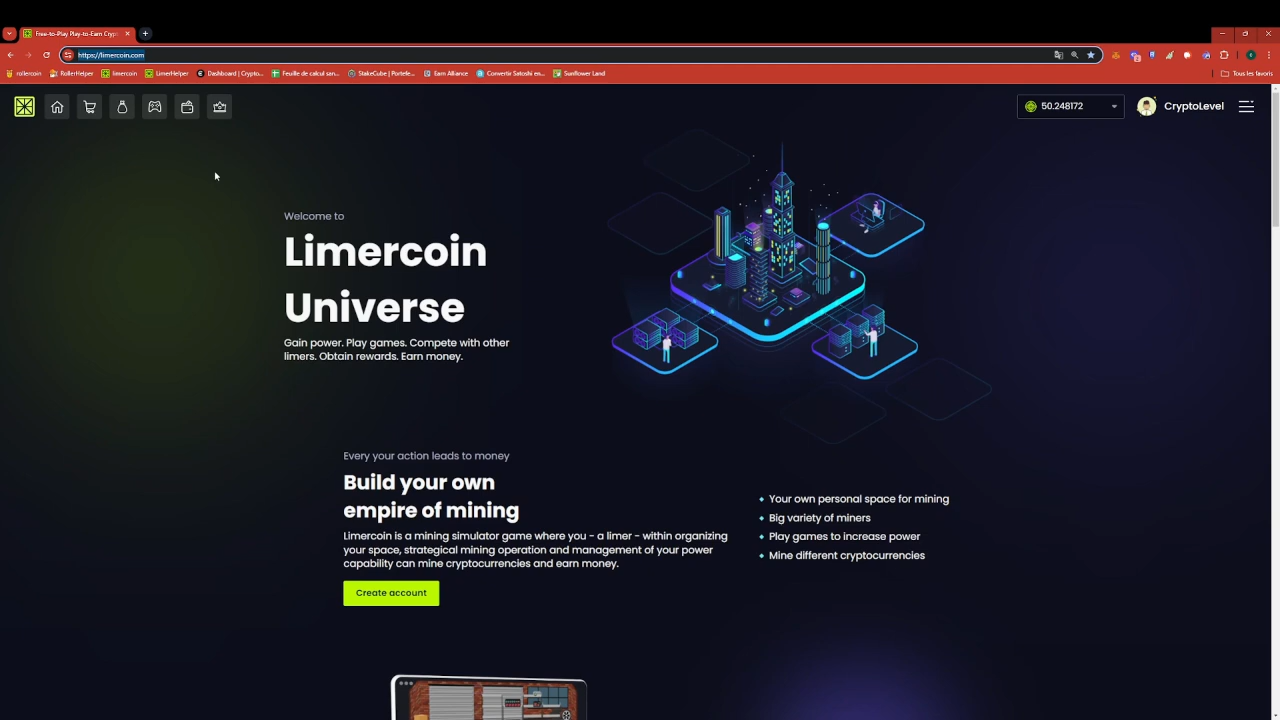 Free-to-Play Play-to-Earn Crypt
https://limercoin.com
rollercoin
RollerHelper
limercoin
LimerHelper
Dashboard | Crypto...
Feuille de calcul san...
StakeCube | Portefe...
Earn Alliance
Convertir Satoshi en...
Sunflower Land
Tous les favoris
50.248172
CryptoLevel
Welcome to
Limercoin
Universe
Gain power. Play games. Compete with other
limers. Obtain rewards. Earn money.
Every your action leads to money
Build your own
empire of mining
Limercoin is a mining simulator game where you - a limer - within organizing
your space, strategical mining operation and management of your power
capability can mine cryptocurrencies and earn money.
Create account
Your own personal space for mining
Big variety of miners
Play games to increase power
Mine different cryptocurrencies